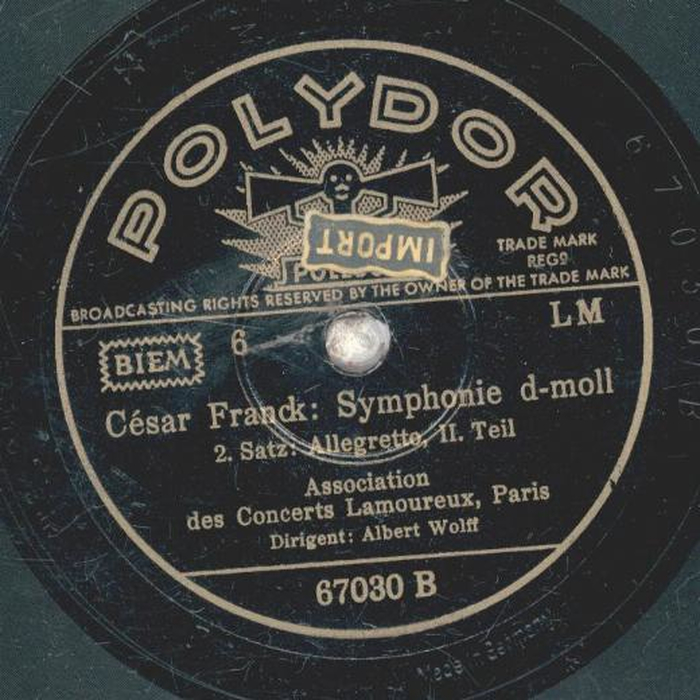 POLYDOR
IMPORT
TRADE MARK
REGD
BROADCASTING RIGHTS RESERVED BY THE OWNER OF THE TRADE MARK
BIEM
6
LM
César Franck: Symphonie d-moll
2. Satz: Allegretto, II. Teil
Association
des Concerts Lamoureux, Paris
Dirigent: Albert Wolff
67030 B
Made in Germany